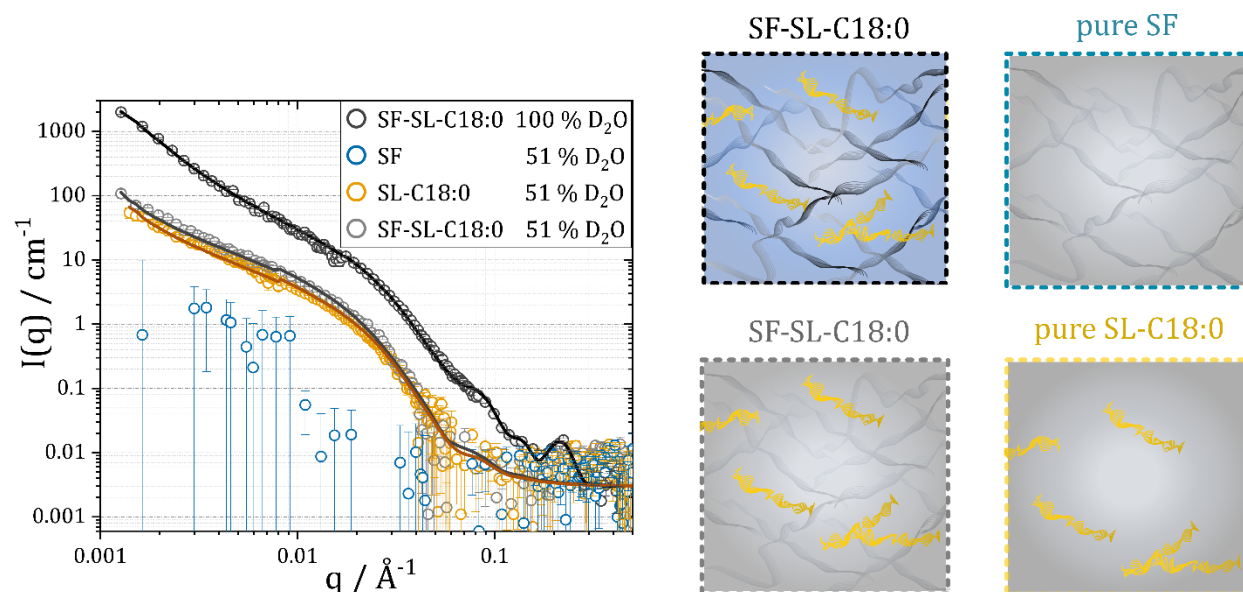 SF-SL-C18:0
pure SF
SF-SL-C18:0 100 % D₂O
SF 51 % D₂O
SL-C18:0 51 % D₂O
SF-SL-C18:0 51 % D₂O
1000
100
10
1
0.1
0.01
0.001
I(q) / cm⁻¹
0.001
0.01
0.1
q / Å⁻¹
SF-SL-C18:0
pure SL-C18:0